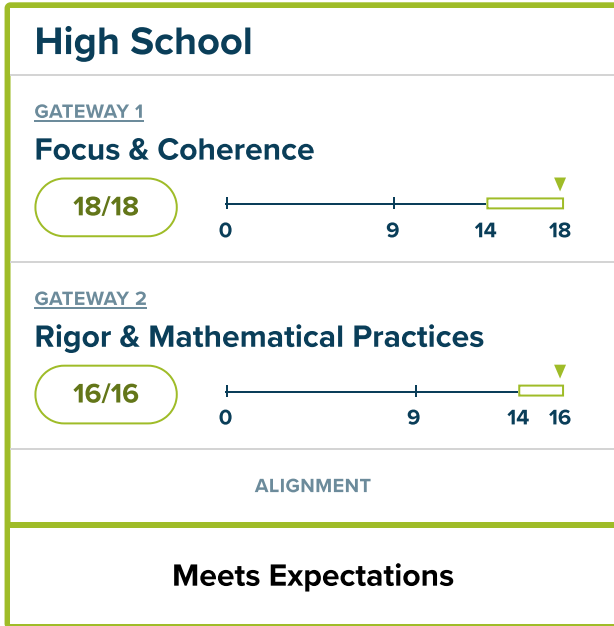 High School
GATEWAY 1
Focus & Coherence
18/18
0 9 14 18
GATEWAY 2
Rigor & Mathematical Practices
16/16
0 9 14 16
ALIGNMENT
Meets Expectations